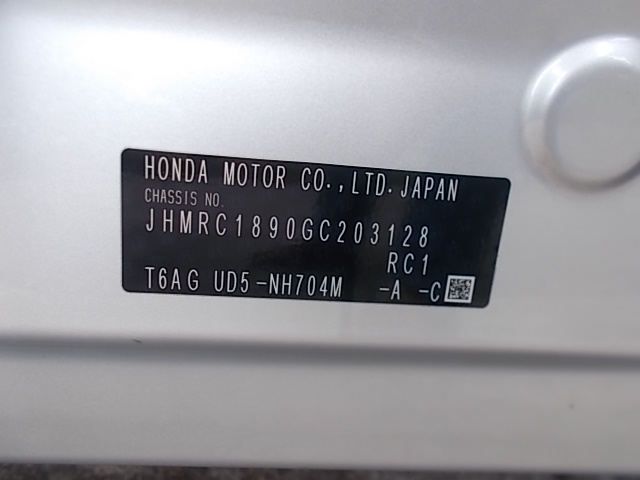 HONDA MOTOR CO.,LTD.JAPAN
CHASSIS NO.
JHMRC1890GC203128
RC1
T6AG UD5-NH704M -A -C